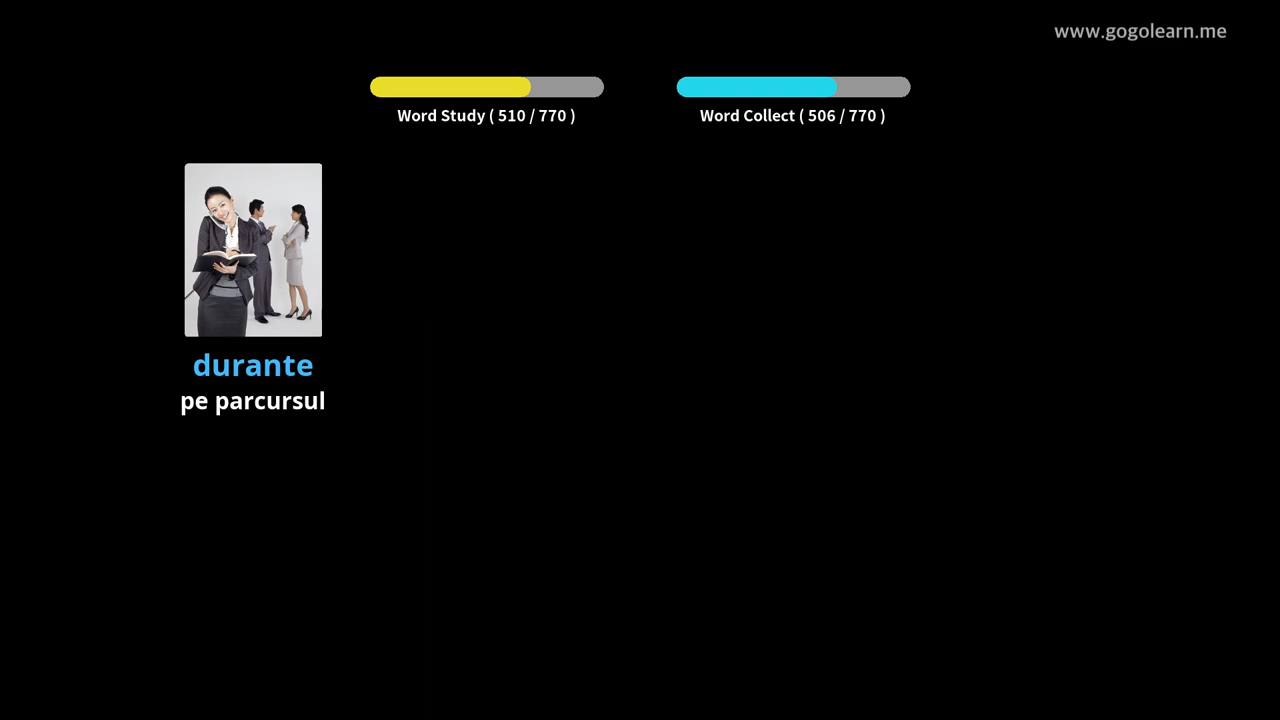 www.gogolearn.me
Word Study ( 510 / 770 )
Word Collect ( 506 / 770 )
durante
pe parcursul